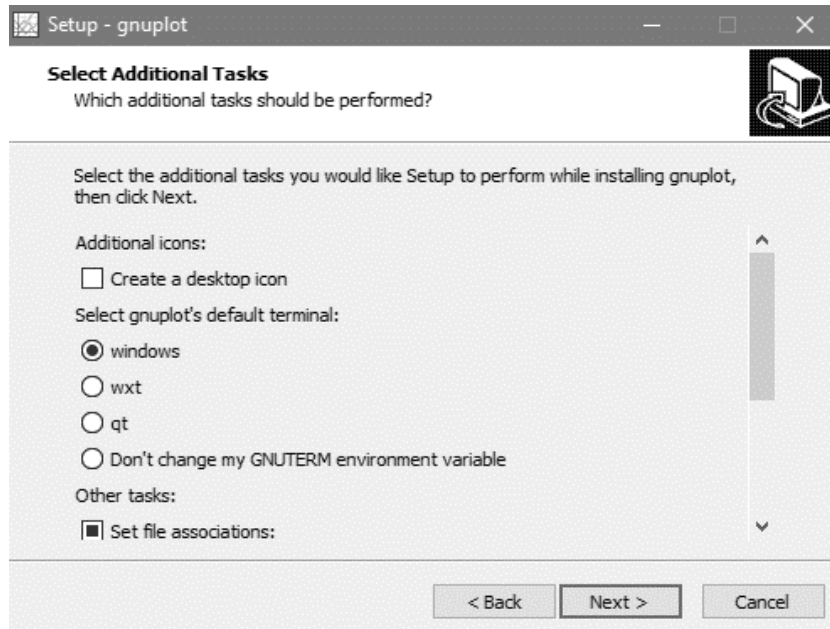 Setup - gnuplot
Select Additional Tasks
Which additional tasks should be performed?
Select the additional tasks you would like Setup to perform while installing gnuplot,
then click Next.
Additional icons:
Create a desktop icon
Select gnuplot's default terminal:
windows
wxt
qt
Don't change my GNUTERM environment variable
Other tasks:
Set file associations:
< Back Next > Cancel